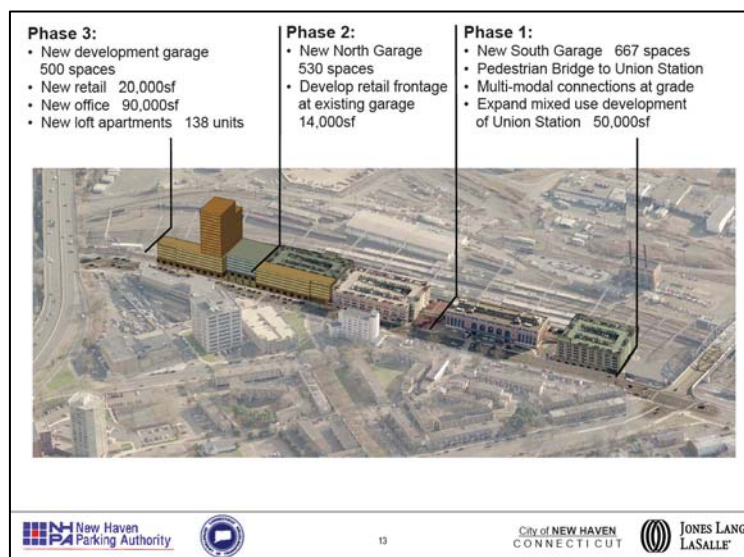 Phase 3:
• New development garage
500 spaces
• New retail 20,000sf
• New office 90,000sf
• New loft apartments 138 units
Phase 2:
• New North Garage
530 spaces
• Develop retail frontage
at existing garage
14,000sf
Phase 1:
• New South Garage 667 spaces
• Pedestrian Bridge to Union Station
• Multi-modal connections at grade
• Expand mixed use development
of Union Station 50,000sf
NH New Haven
PA Parking Authority
13
City of NEW HAVEN
CONNECTICUT
JONES LANG
LASALLE